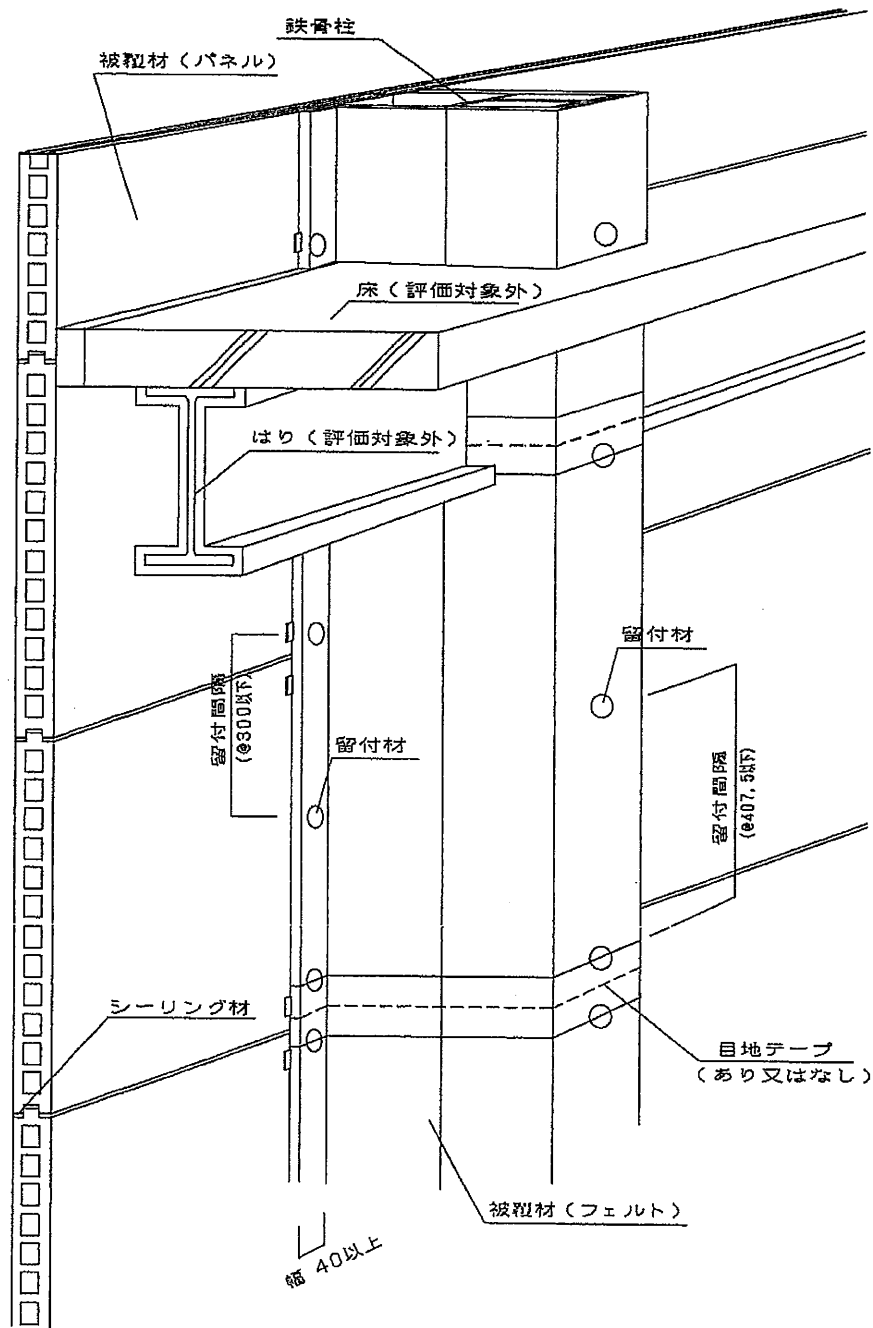 鉄骨柱
被覆材(パネル)
床(評価対象外)
はり(評価対象外)
留付材
留付間隔
(@300以下)
留付材
留付間隔
(@407.5以下)
シーリング材
目地テープ
(あり又はなし)
被覆材(フェルト)
幅 40以上